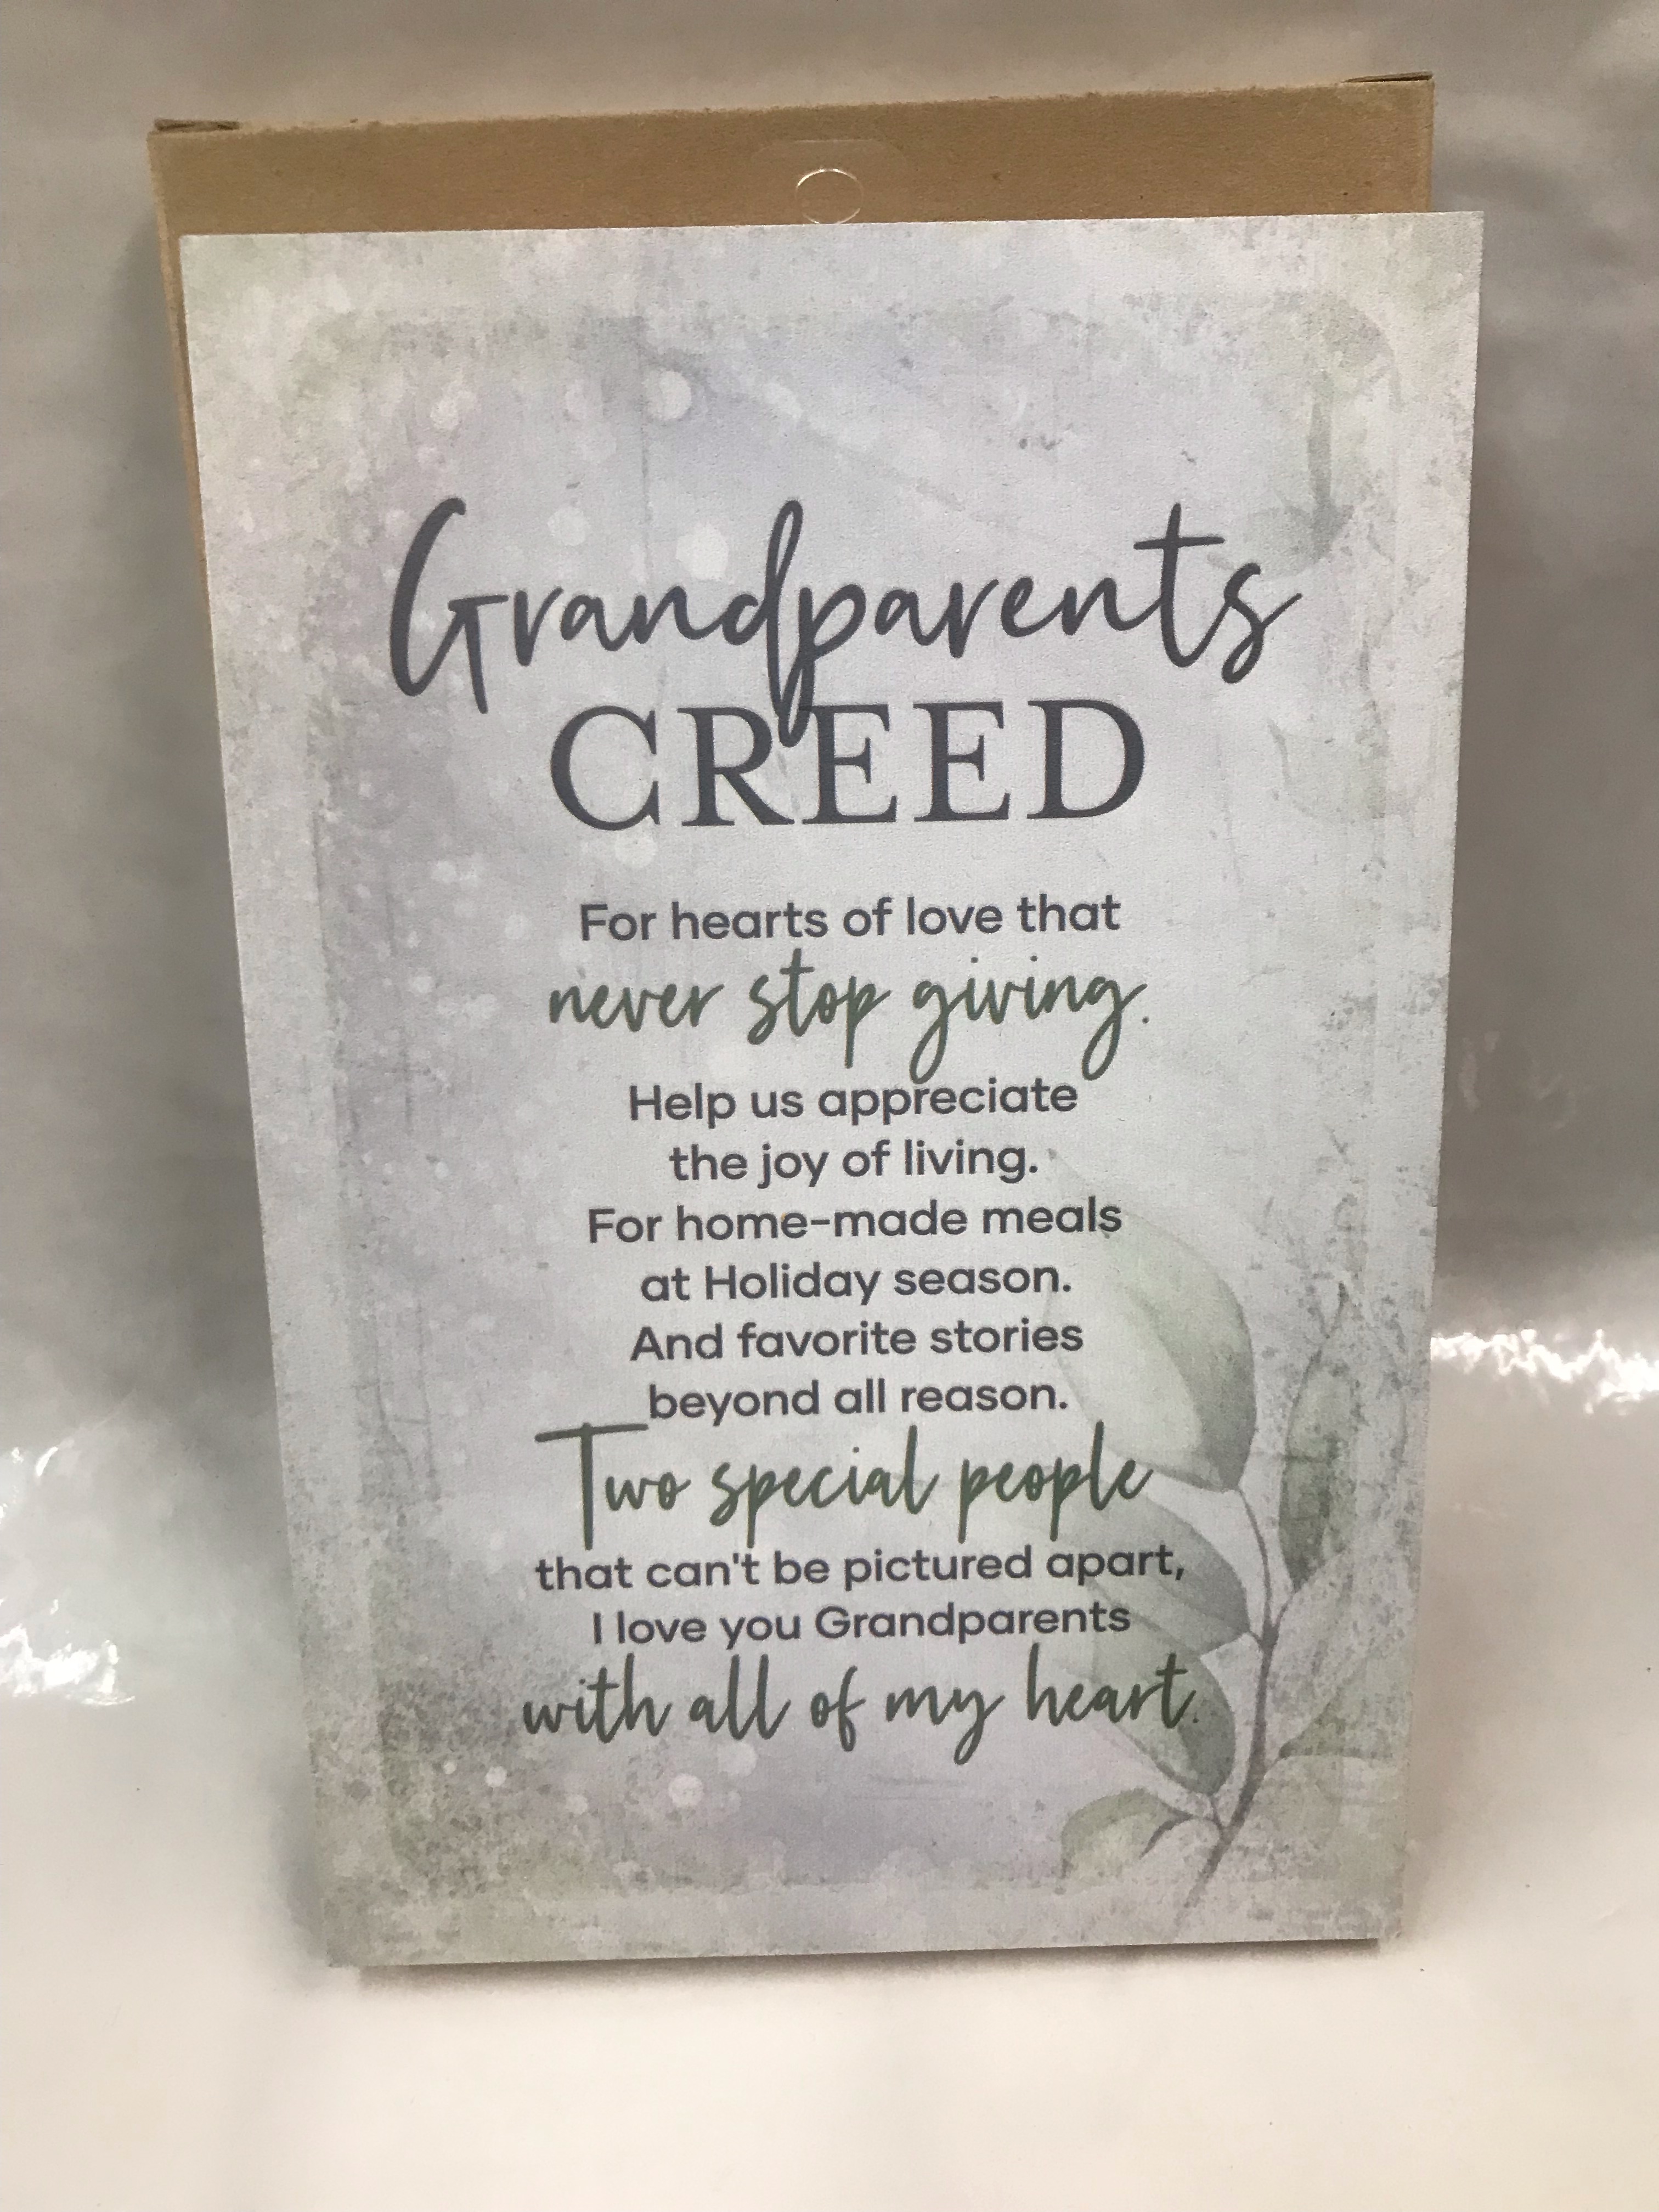 Grandparents
CREED
For hearts of love that
never stop giving.
Help us appreciate
the joy of living.
For home-made meals
at Holiday season.
And favorite stories
beyond all reason.
Two special people
that can't be pictured apart,
I love you Grandparents
with all of my heart.